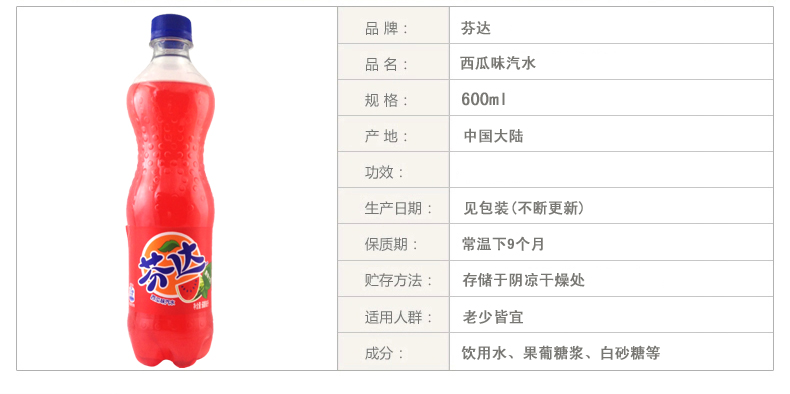 芬达
品 牌： 芬达
品 名： 西瓜味汽水
规 格： 600ml
产 地： 中国大陆
功效：
生产日期： 见包装(不断更新)
保质期： 常温下9个月
贮存方法： 存储于阴凉干燥处
适用人群： 老少皆宜
成分： 饮用水、果葡糖浆、白砂糖等